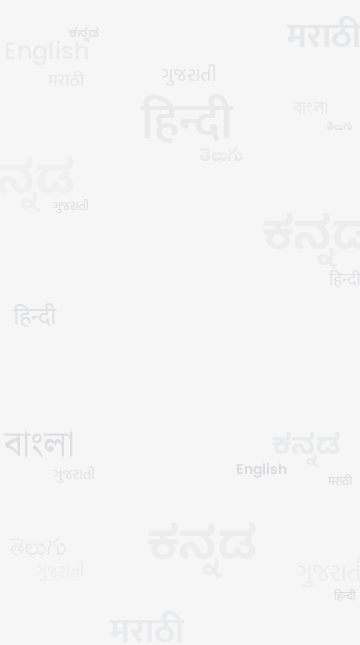 ಕನ್ನಡ
मराठी
English
ગુજરાતી
मराठी
हिन्दी
বাংলা
తెలుగు
తెలుగు
ನ್ನಡ
ગુજરાતી
ಕನ್ನಡ
हिन्दी
हिन्दी
বাংলা
ಕನ್ನಡ
English
ગુજરાતી
मराठी
ಕನ್ನಡ
తెలుగు
ગુજરાતી
ગુજરાતી
हिन्दी
मराठी